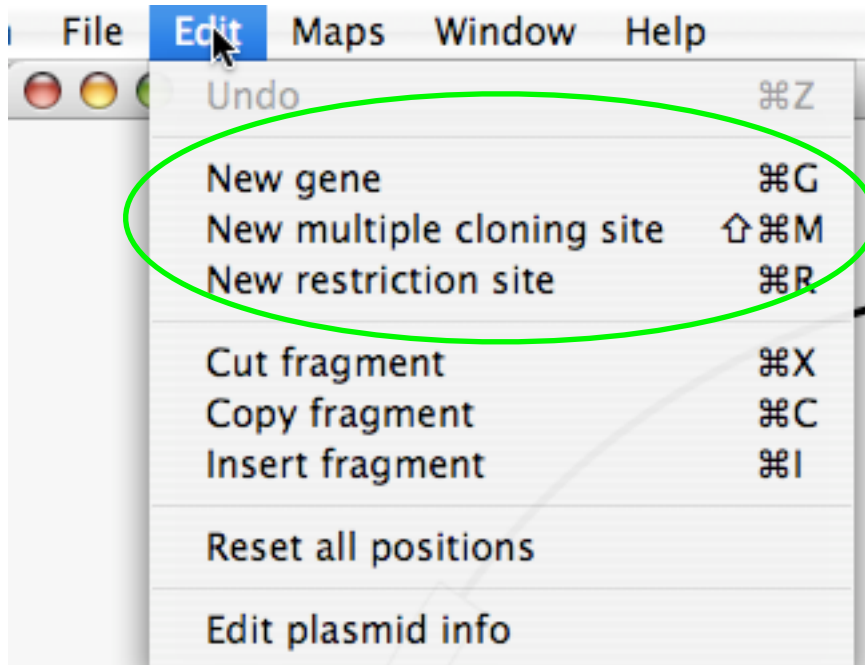 File Edit Maps Window Help
Undo ⌘Z
New gene ⌘G
New multiple cloning site ⇧⌘M
New restriction site ⌘R
Cut fragment ⌘X
Copy fragment ⌘C
Insert fragment ⌘I
Reset all positions
Edit plasmid info